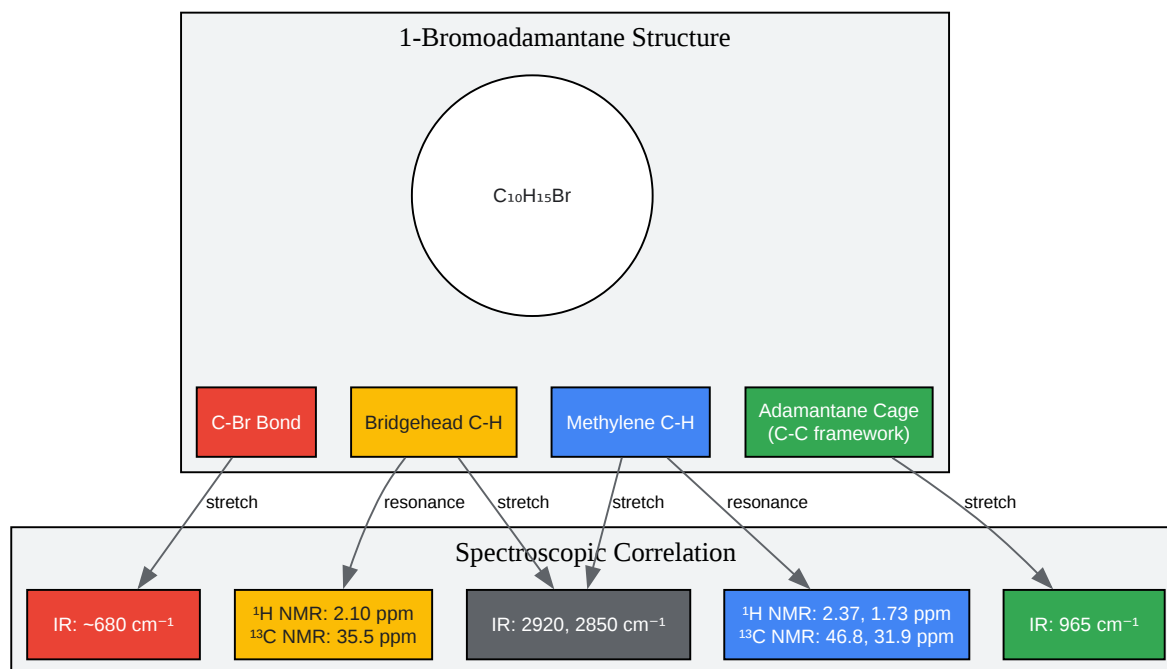 1-Bromoadamantane Structure
C₁₀H₁₅Br
C-Br Bond
Bridgehead C-H
Methylene C-H
Adamantane Cage
(C-C framework)
stretch
resonance
stretch
stretch
resonance
stretch
Spectroscopic Correlation
IR: ~680 cm⁻¹
¹H NMR: 2.10 ppm
¹³C NMR: 35.5 ppm
IR: 2920, 2850 cm⁻¹
¹H NMR: 2.37, 1.73 ppm
¹³C NMR: 46.8, 31.9 ppm
IR: 965 cm⁻¹